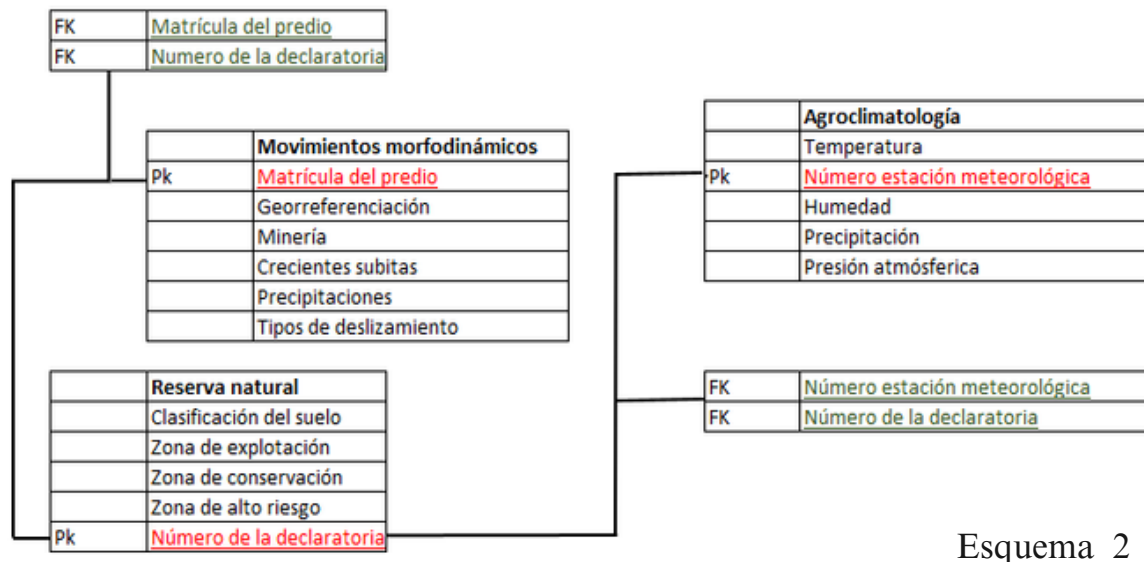 FK Matrícula del predio
FK Numero de la declaratoria
Movimientos morfodinámicos
Pk Matrícula del predio
Georreferenciación
Minería
Crecientes subitas
Precipitaciones
Tipos de deslizamiento
Reserva natural
Clasificación del suelo
Zona de explotación
Zona de conservación
Zona de alto riesgo
Pk Número de la declaratoria
Agroclimatología
Temperatura
Pk Número estación meteorológica
Humedad
Precipitación
Presión atmósferica
FK Número estación meteorológica
FK Número de la declaratoria
Esquema 2